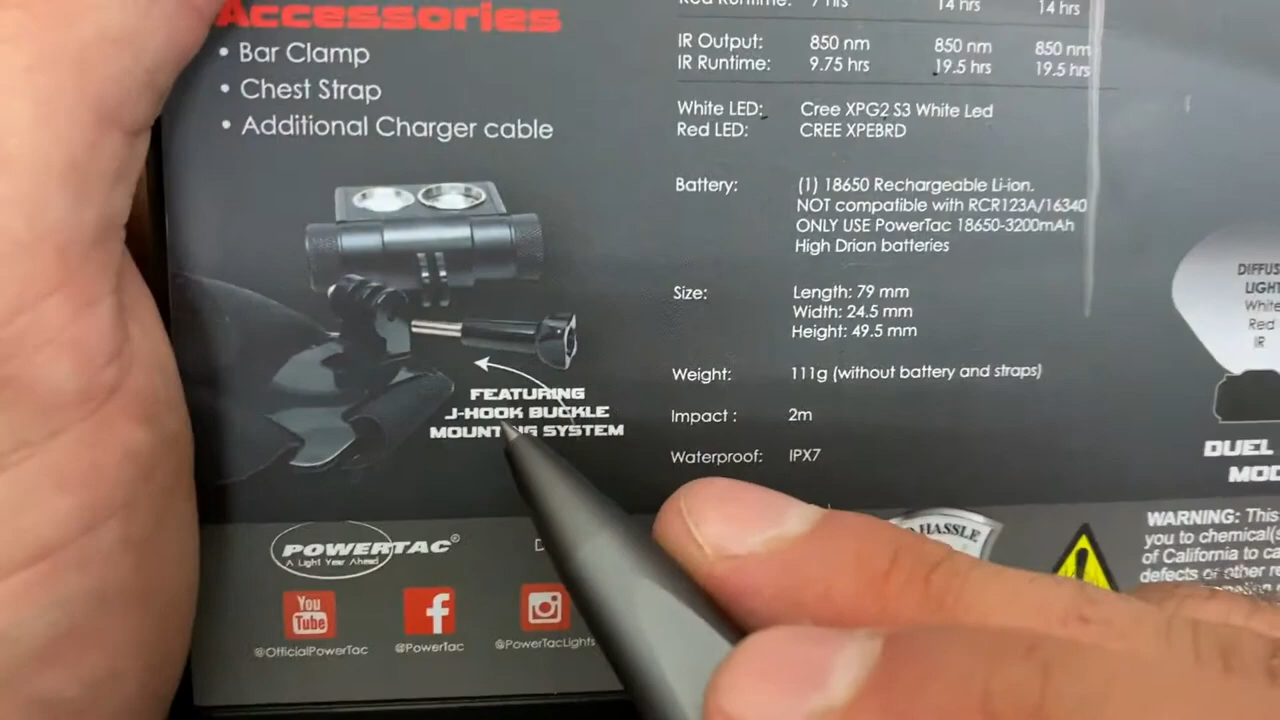 Accessories
• Bar Clamp
• Chest Strap
• Additional Charger cable
FEATURING
J-HOOK BUCKLE
MOUNTING SYSTEM
POWERTAC®
A Light Year Ahead
You
Tube
@OfficialPowerTac
@PowerTac
@PowerTacLights
Red Runtime: 7 hrs 14 hrs 14 hrs
IR Output: 850 nm 850 nm 850 nm
IR Runtime: 9.75 hrs 19.5 hrs 19.5 hrs
White LED: Cree XPG2 S3 White Led
Red LED: CREE XPEBRD
Battery: (1) 18650 Rechargeable Li-ion.
NOT compatible with RCR123A/16340
ONLY USE PowerTac 18650-3200mAh
High Drian batteries
Size: Length: 79 mm
Width: 24.5 mm
Height: 49.5 mm
Weight: 111g (without battery and straps)
Impact : 2m
Waterproof: IPX7
HASSLE
LIGHT
White
Red
IR
DUEL
WARNING: This
you to chemical(s
of California to
defects or other